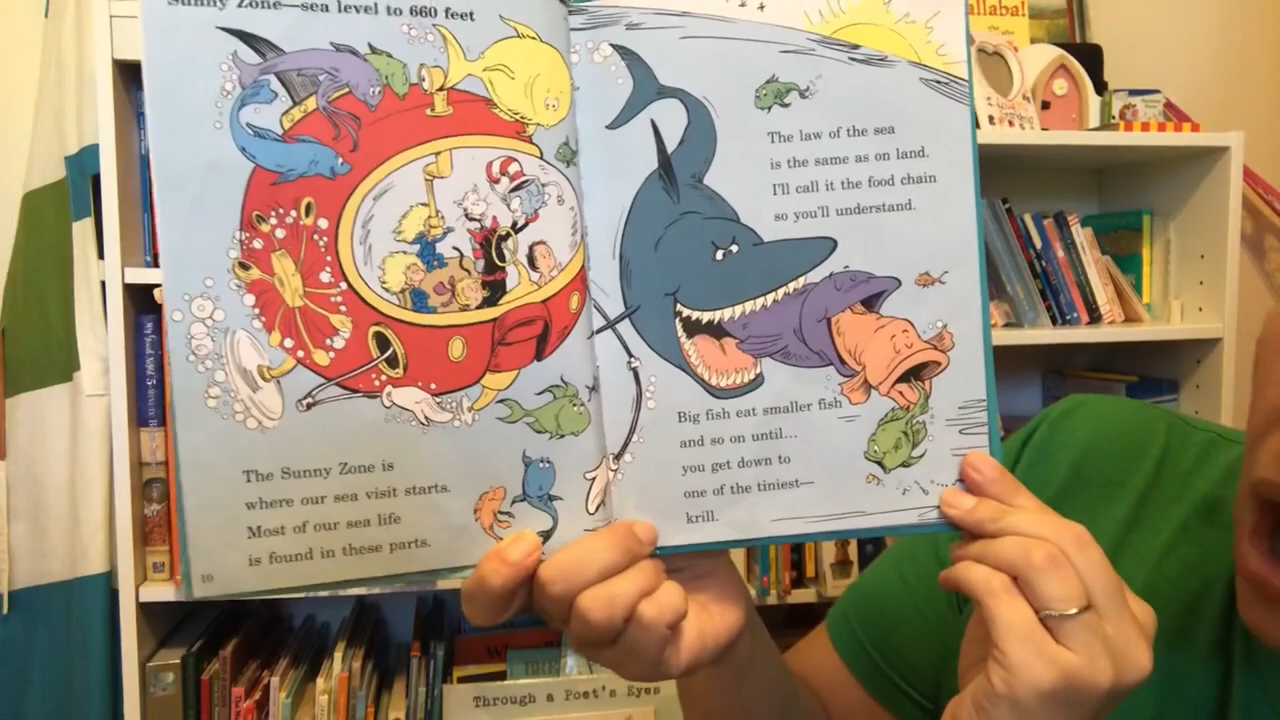 Sunny Zone—sea level to 660 feet
The Sunny Zone is
where our sea visit starts.
Most of our sea life
is found in these parts.
10
The law of the sea
is the same as on land.
I'll call it the food chain
so you'll understand.
Big fish eat smaller fish
and so on until...
you get down to
one of the tiniest—
krill.
allaba!
Through a Poet's Eyes